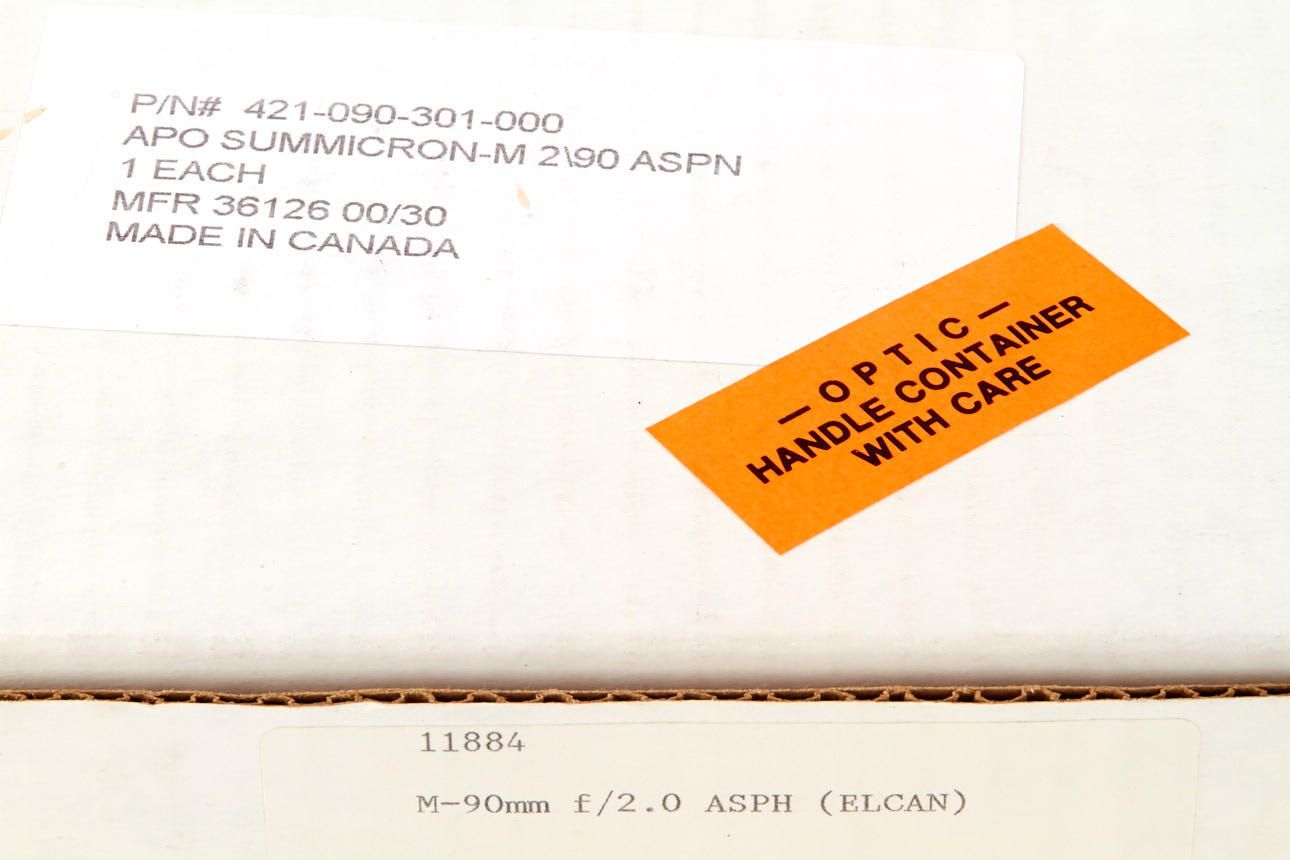 P/N# 421-090-301-000
APO SUMMICRON-M 2\90 ASPN
1 EACH
MFR 36126 00/30
MADE IN CANADA
— OPTIC —
HANDLE CONTAINER
WITH CARE
11884
M-90mm f/2.0 ASPH (ELCAN)